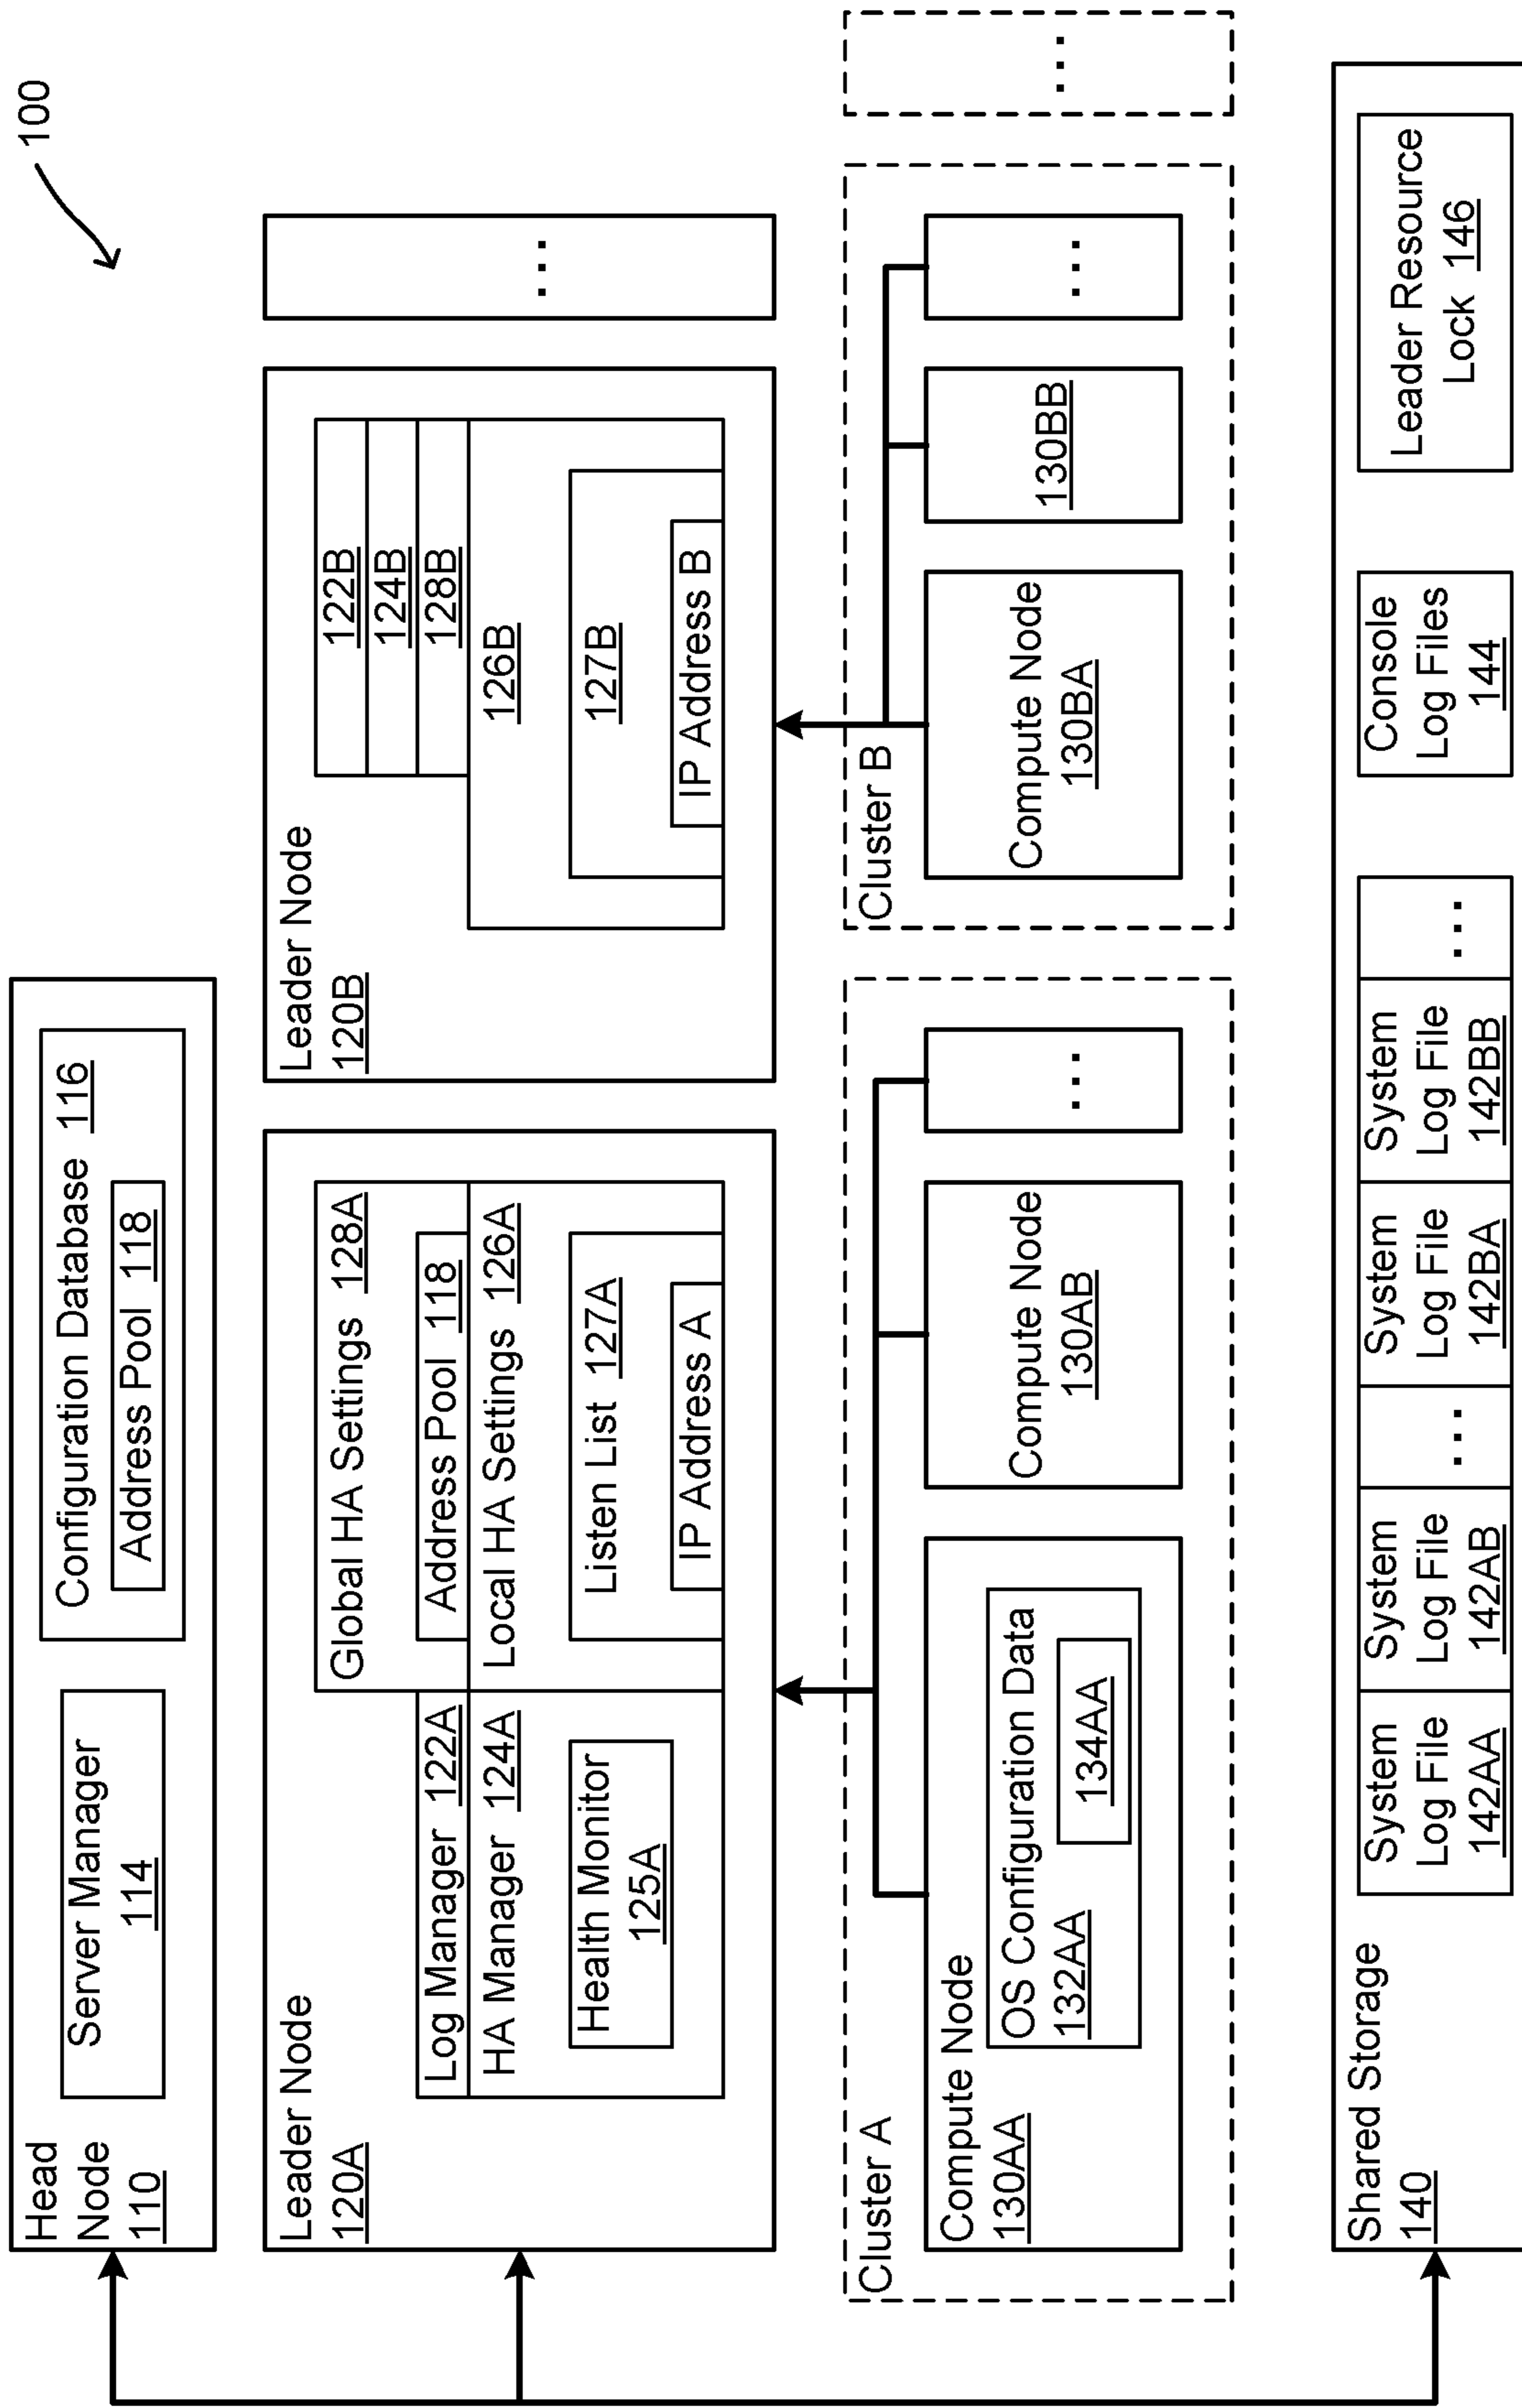 100
Head
Node
110
Server Manager
114
Configuration Database 116
Address Pool 118
Leader Node
120A
Log Manager 122A
HA Manager 124A
Health Monitor
125A
Global HA Settings 128A
Address Pool 118
Local HA Settings 126A
Listen List 127A
IP Address A
Leader Node
120B
122B
124B
128B
126B
127B
IP Address B
...
Cluster A
Compute Node
130AA
OS Configuration Data
132AA
134AA
Compute Node
130AB
...
Cluster B
Compute Node
130BA
130BB
...
...
Shared Storage
140
System
Log File
142AA
System
Log File
142AB
...
System
Log File
142BA
System
Log File
142BB
...
Console
Log Files
144
Leader Resource
Lock 146